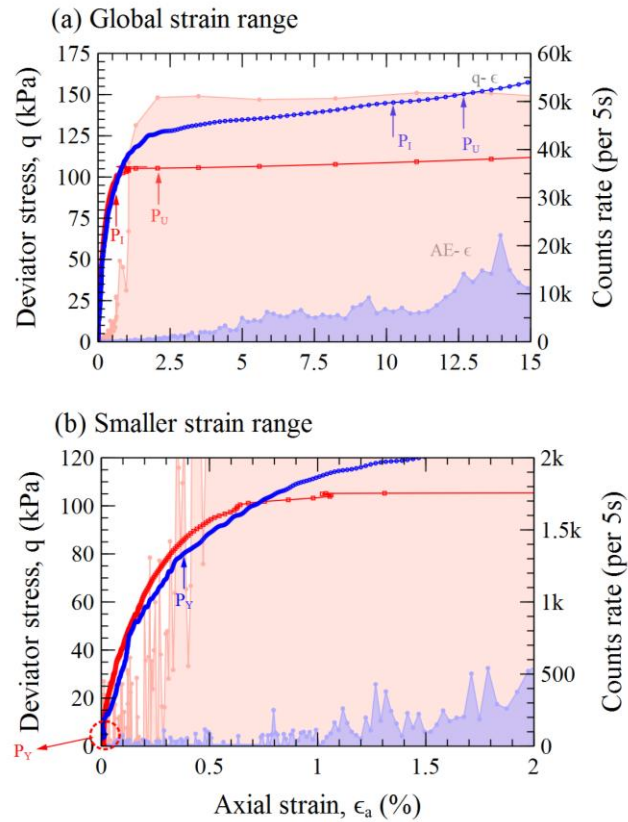 (a) Global strain range
Deviator stress, q (kPa)
175
150
125
100
75
50
25
0
0
2.5
5
7.5
10
12.5
15
60k
50k
40k
30k
20k
10k
0
Counts rate (per 5s)
q- ϵ
P_I
P_U
P_I
P_U
AE- ϵ
(b) Smaller strain range
Deviator stress, q (kPa)
120
100
80
60
40
20
0
0
0.5
1
1.5
2
2k
1.5k
1k
500
0
Counts rate (per 5s)
P_Y
P_Y
Axial strain, ϵ_a (%)